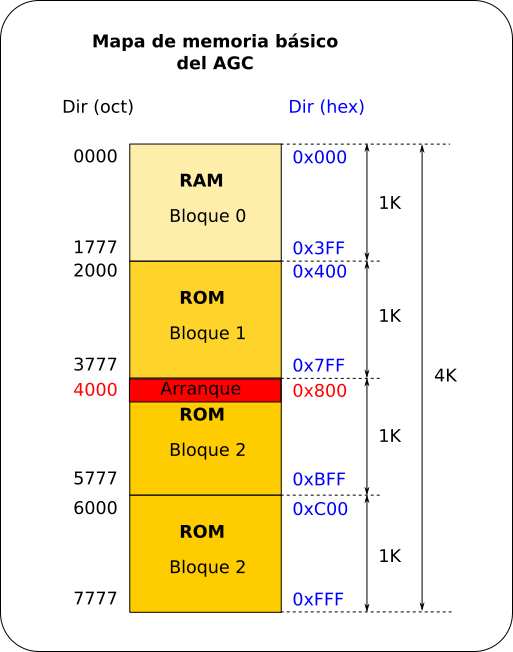 Mapa de memoria básico
del AGC
Dir (oct) Dir (hex)
0000 0x000
RAM
Bloque 0
1K
1777 0x3FF
2000 0x400
ROM
Bloque 1
1K
3777 0x7FF
4K
4000 Arranque 0x800
ROM
Bloque 2
1K
5777 0xBFF
6000 0xC00
ROM
Bloque 2
1K
7777 0xFFF